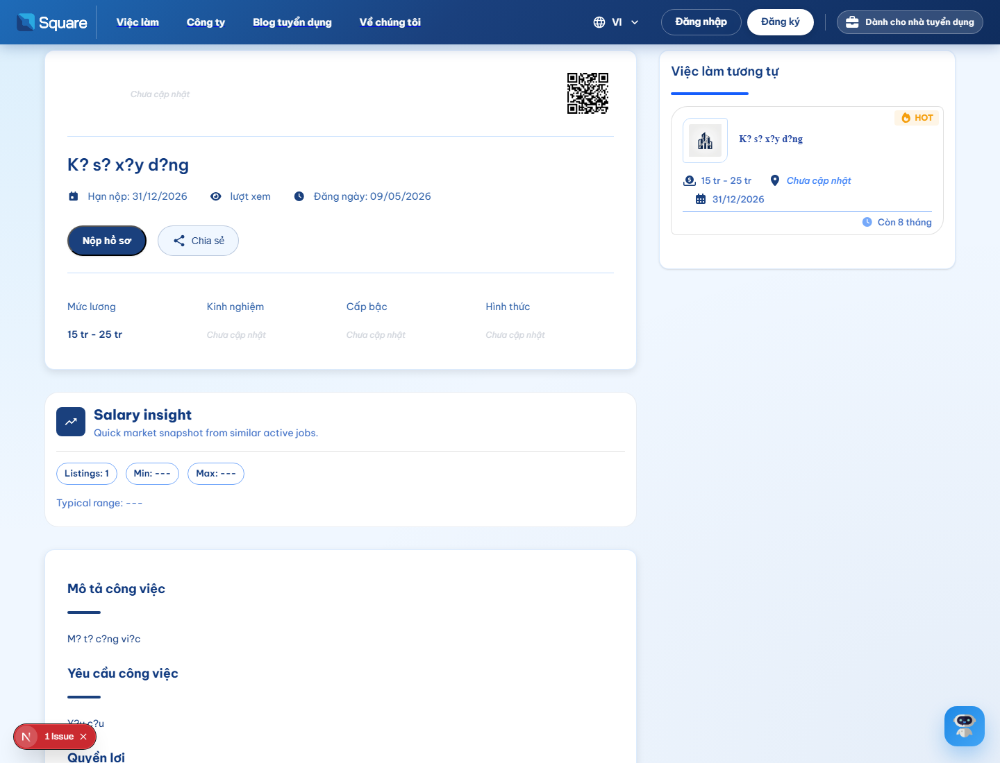 Square
Việc làm
Công ty
Blog tuyển dụng
Về chúng tôi
VI
Đăng nhập
Đăng ký
Dành cho nhà tuyển dụng
Chưa cập nhật
K? s? x?y d?ng
Hạn nộp: 31/12/2026
lượt xem
Đăng ngày: 09/05/2026
Nộp hồ sơ
Chia sẻ
Mức lương
Kinh nghiệm
Cấp bậc
Hình thức
15 tr - 25 tr
Chưa cập nhật
Chưa cập nhật
Chưa cập nhật
Salary insight
Quick market snapshot from similar active jobs.
Listings: 1
Min: ---
Max: ---
Typical range: ---
Mô tả công việc
M? t? c?ng vi?c
Yêu cầu công việc
Y?u c?u
Quyền lợi
Việc làm tương tự
HOT
K? s? x?y d?ng
15 tr - 25 tr
Chưa cập nhật
31/12/2026
Còn 8 tháng
N
1 Issue